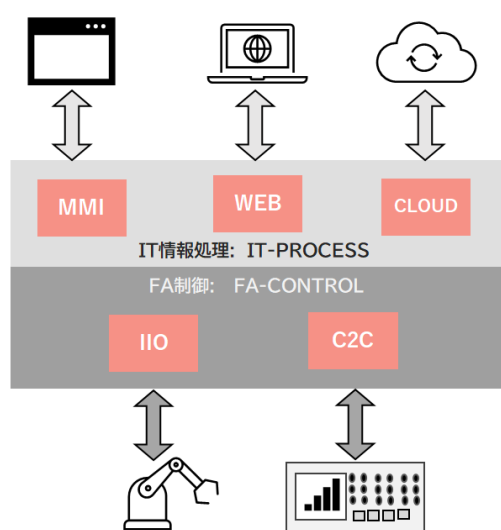 MMI
WEB
CLOUD
IT情報処理: IT-PROCESS
FA制御: FA-CONTROL
IIO
C2C